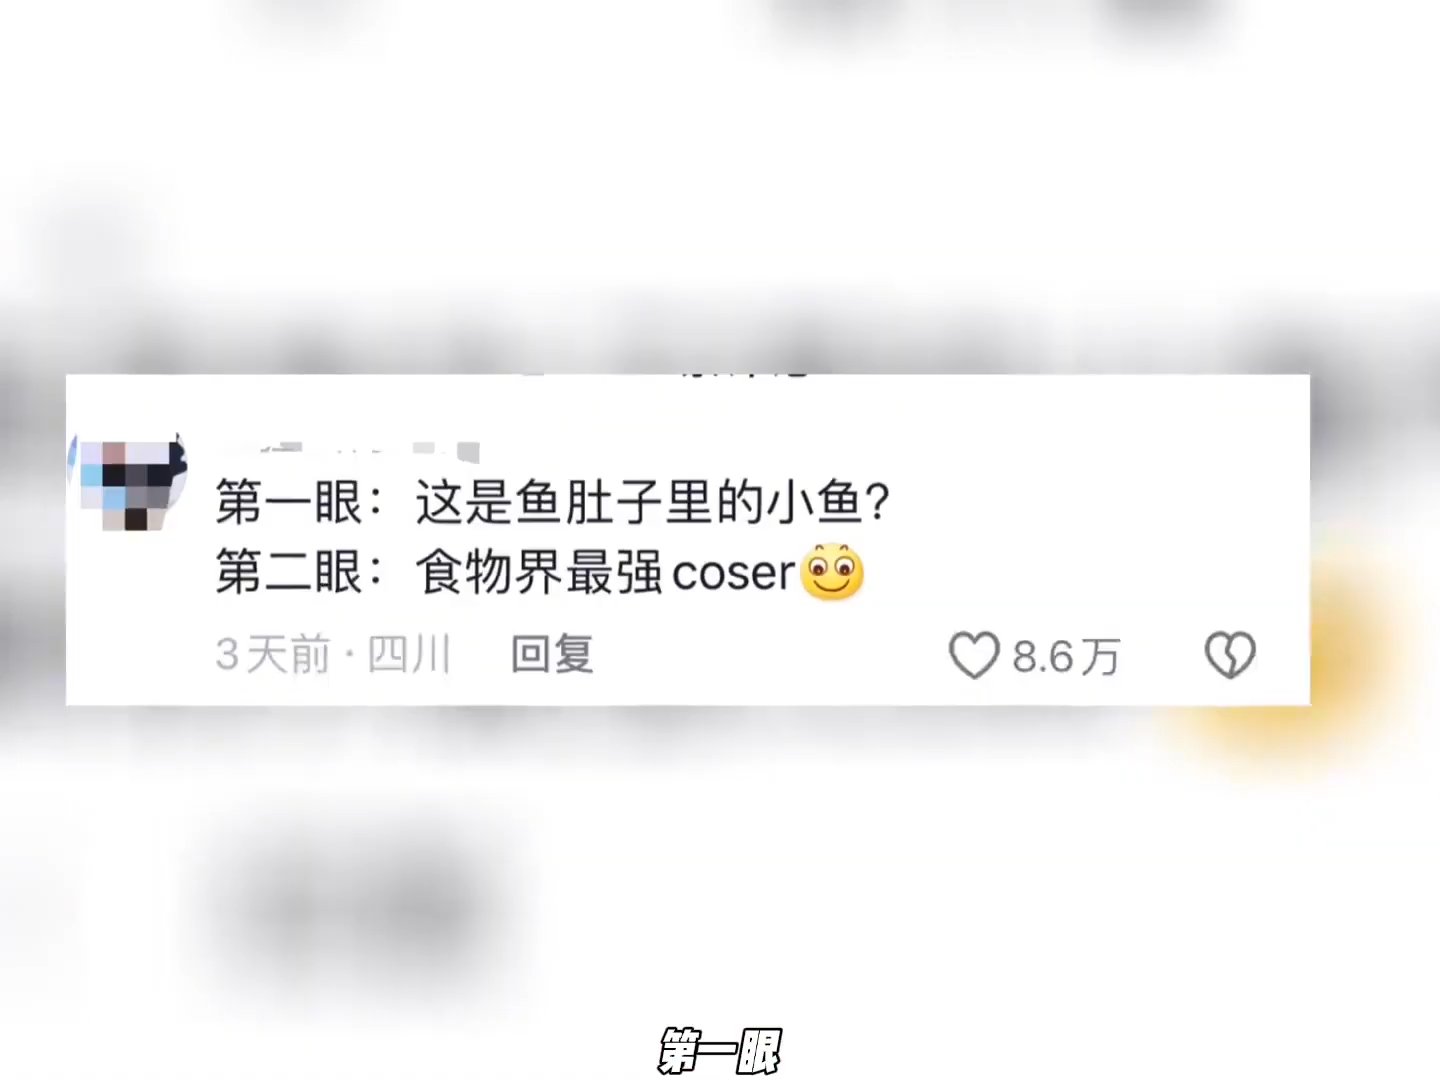 第一眼：这是鱼肚子里的小鱼？
第二眼：食物界最强coser
3天前·四川 回复 8.6万
第一眼